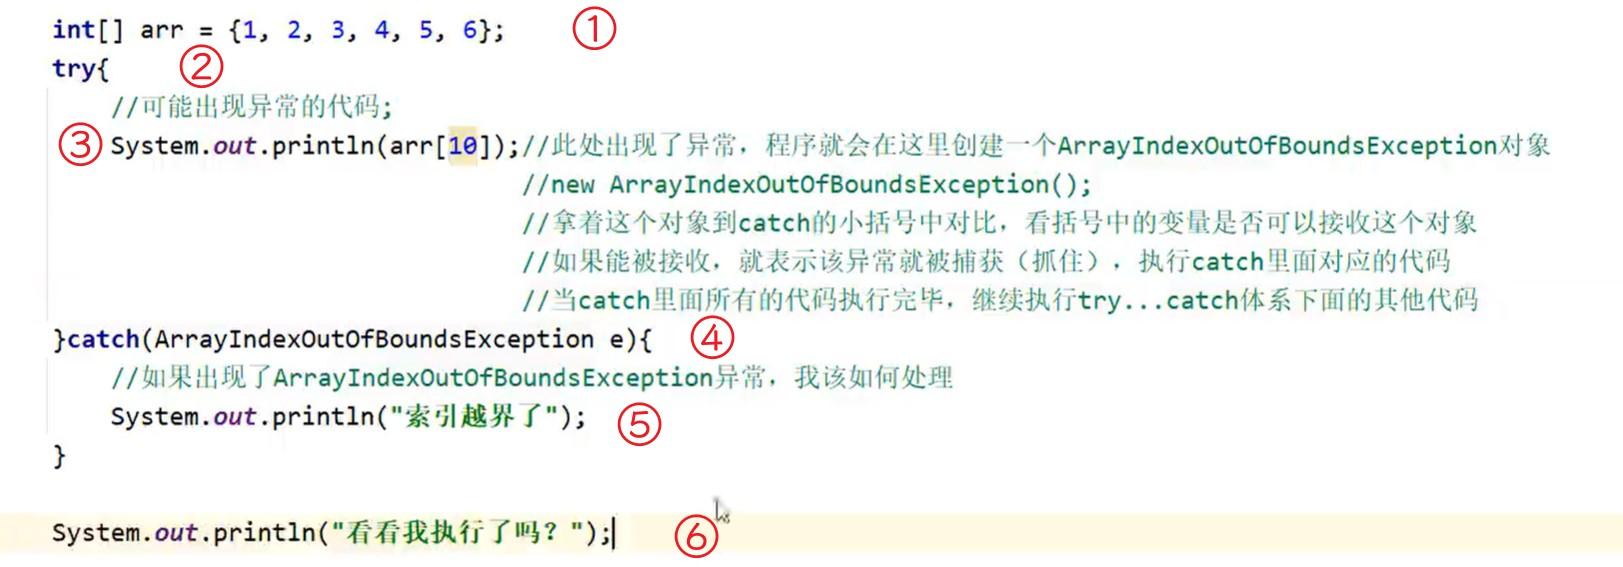 int[] arr = {1, 2, 3, 4, 5, 6}; ①
try{ ②
//可能出现异常的代码;
③ System.out.println(arr[10]);//此处出现了异常，程序就会在这里创建一个ArrayIndexOutOfBoundsException对象
//new ArrayIndexOutOfBoundsException();
//拿着这个对象到catch的小括号中对比，看括号中的变量是否可以接收这个对象
//如果能被接收，就表示该异常就被捕获（抓住），执行catch里面对应的代码
//当catch里面所有的代码执行完毕，继续执行try...catch体系下面的其他代码
}catch(ArrayIndexOutOfBoundsException e){ ④
//如果出现了ArrayIndexOutOfBoundsException异常，我该如何处理
System.out.println("索引越界了"); ⑤
}
System.out.println("看看我执行了吗？"); ⑥